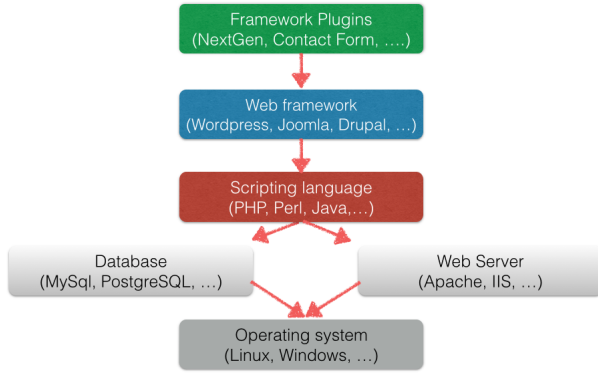 Framework Plugins
(NextGen, Contact Form, ….)
Web framework
(Wordpress, Joomla, Drupal, …)
Scripting language
(PHP, Perl, Java,…)
Database
(MySql, PostgreSQL, …)
Web Server
(Apache, IIS, …)
Operating system
(Linux, Windows, …)